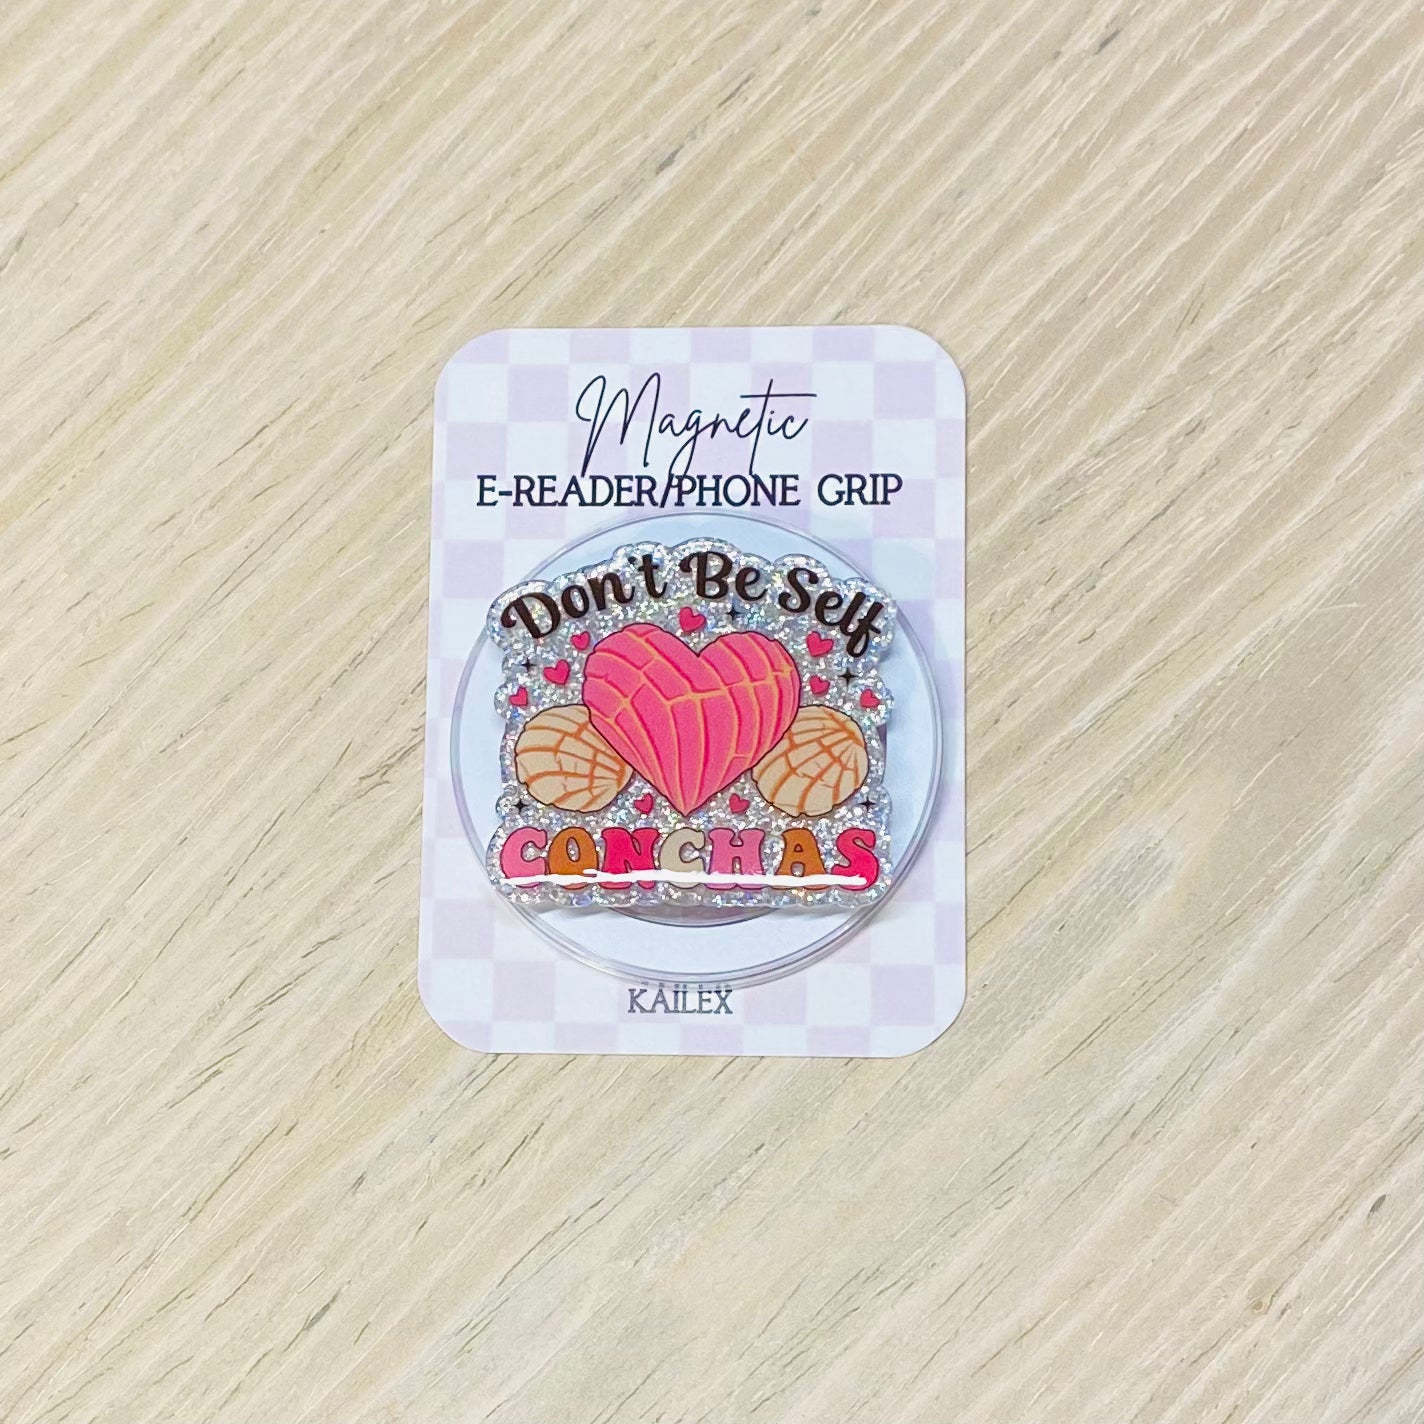 Magnetic
E-READER/PHONE GRIP
Don't Be Self
CONCHAS
KAILEX